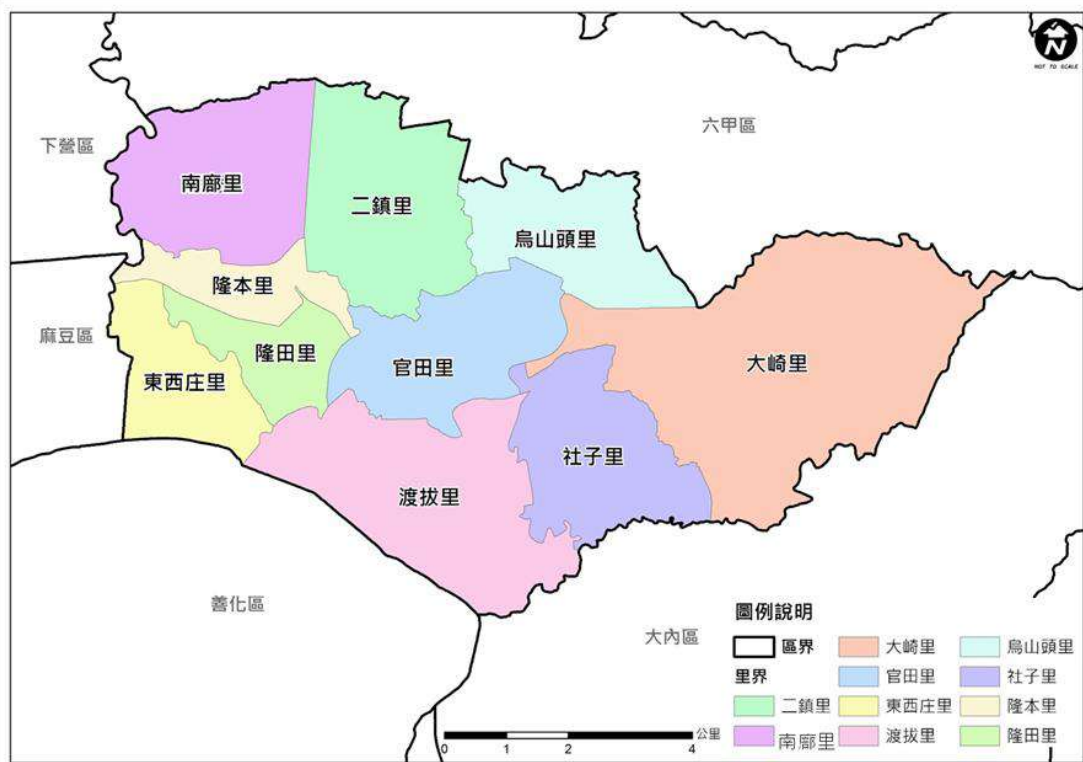 N
NOT TO SCALE
下營區
六甲區
南廍里
二鎮里
烏山頭里
隆本里
麻豆區
隆田里
官田里
大崎里
東西庄里
社子里
渡拔里
善化區
大內區
圖例說明
區界
大崎里
烏山頭里
里界
官田里
社子里
二鎮里
東西庄里
隆本里
南廍里
渡拔里
隆田里
公里
0 1 2 4